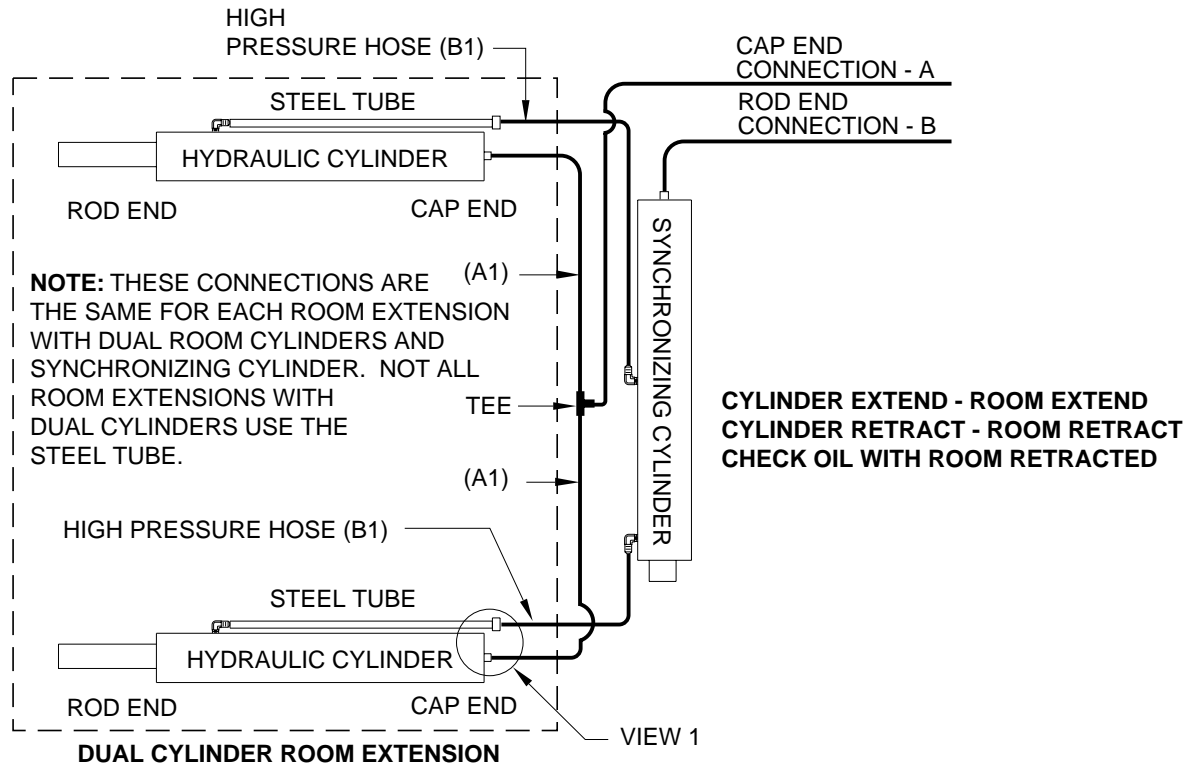 HIGH
PRESSURE HOSE (B1)
CAP END
CONNECTION - A
ROD END
CONNECTION - B
STEEL TUBE
HYDRAULIC CYLINDER
ROD END
CAP END
SYNCHRONIZING CYLINDER
NOTE: THESE CONNECTIONS ARE
THE SAME FOR EACH ROOM EXTENSION
WITH DUAL ROOM CYLINDERS AND
SYNCHRONIZING CYLINDER. NOT ALL
ROOM EXTENSIONS WITH
DUAL CYLINDERS USE THE
STEEL TUBE.
(A1)
TEE
(A1)
CYLINDER EXTEND - ROOM EXTEND
CYLINDER RETRACT - ROOM RETRACT
CHECK OIL WITH ROOM RETRACTED
HIGH PRESSURE HOSE (B1)
STEEL TUBE
HYDRAULIC CYLINDER
ROD END
CAP END
VIEW 1
DUAL CYLINDER ROOM EXTENSION